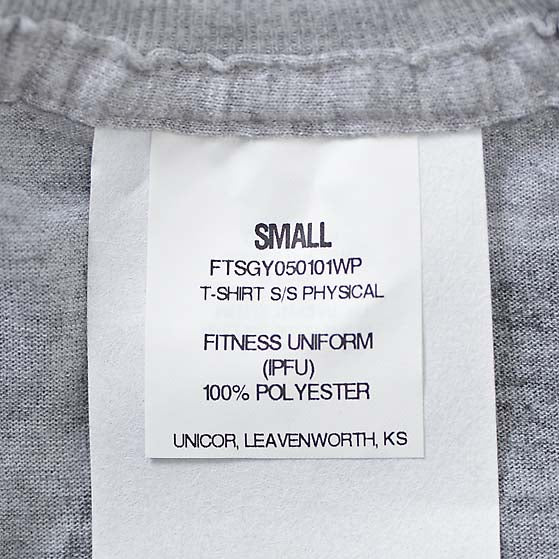 SMALL
FTSGY050101WP
T-SHIRT S/S PHYSICAL
FITNESS UNIFORM
(IPFU)
100% POLYESTER
UNICOR, LEAVENWORTH, KS